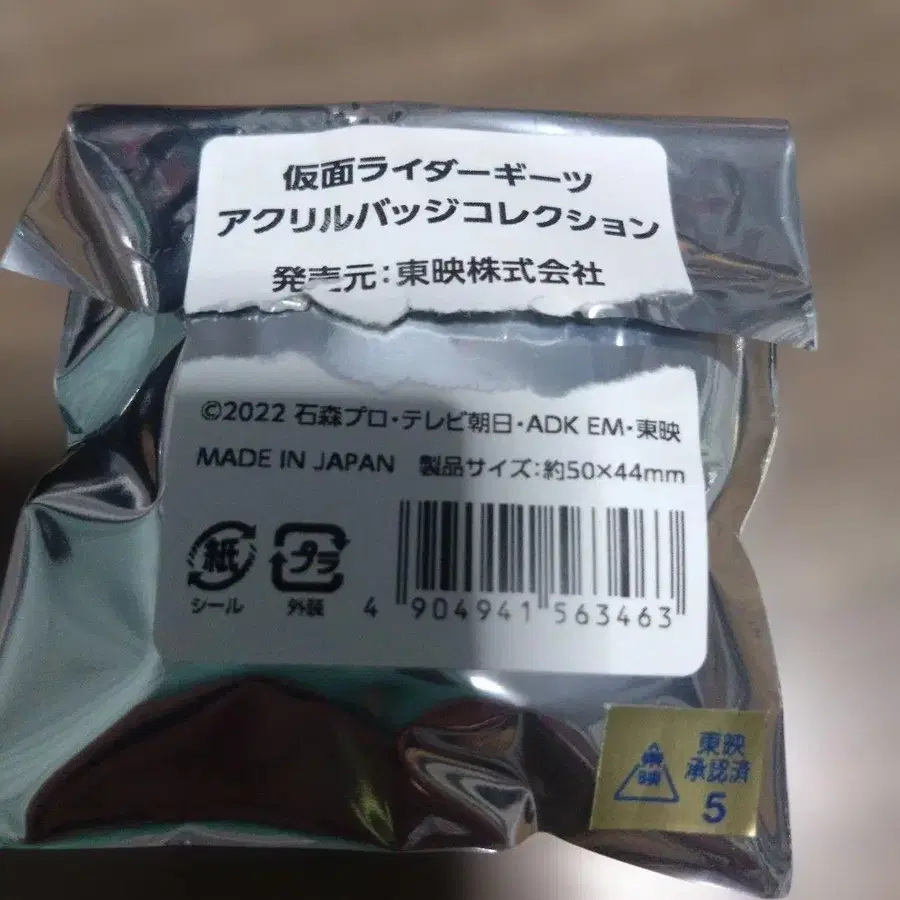 仮面ライダーギーツ
アクリルバッジコレクション
発売元:東映株式会社
©2022 石森プロ・テレビ朝日・ADK EM・東映
MADE IN JAPAN 製品サイズ:約50×44mm
紙
シール
プラ
外装
4 904941 563463
東映
東映
承認済
5